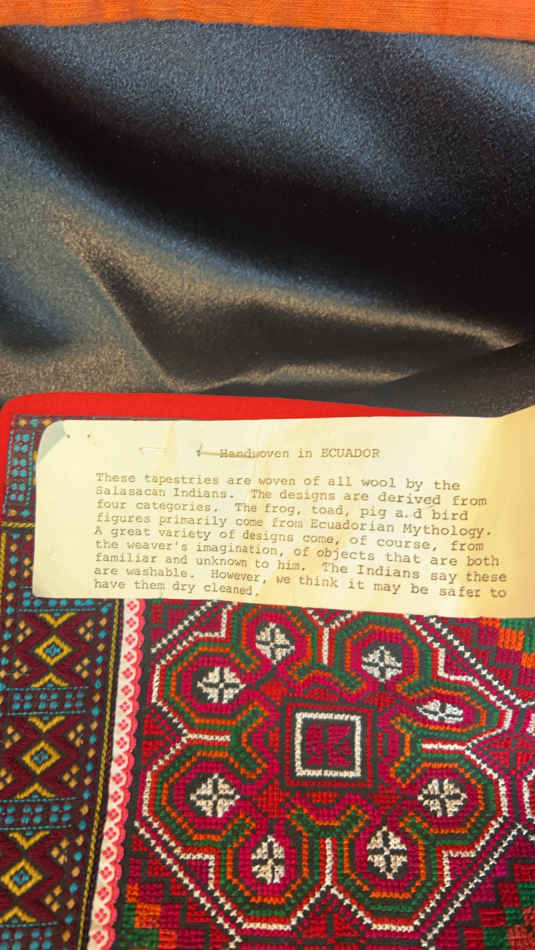 Handwoven in ECUADOR
These tapestries are woven of all wool by the
Salasacan Indians. The designs are derived from
four categories. The frog, toad, pig a.d bird
figures primarily come from Ecuadorian Mythology.
A great variety of designs come, of course, from
the weaver's imagination, of objects that are both
familiar and unknown to him. The Indians say these
are washable. However, we think it may be safer to
have them dry cleaned.